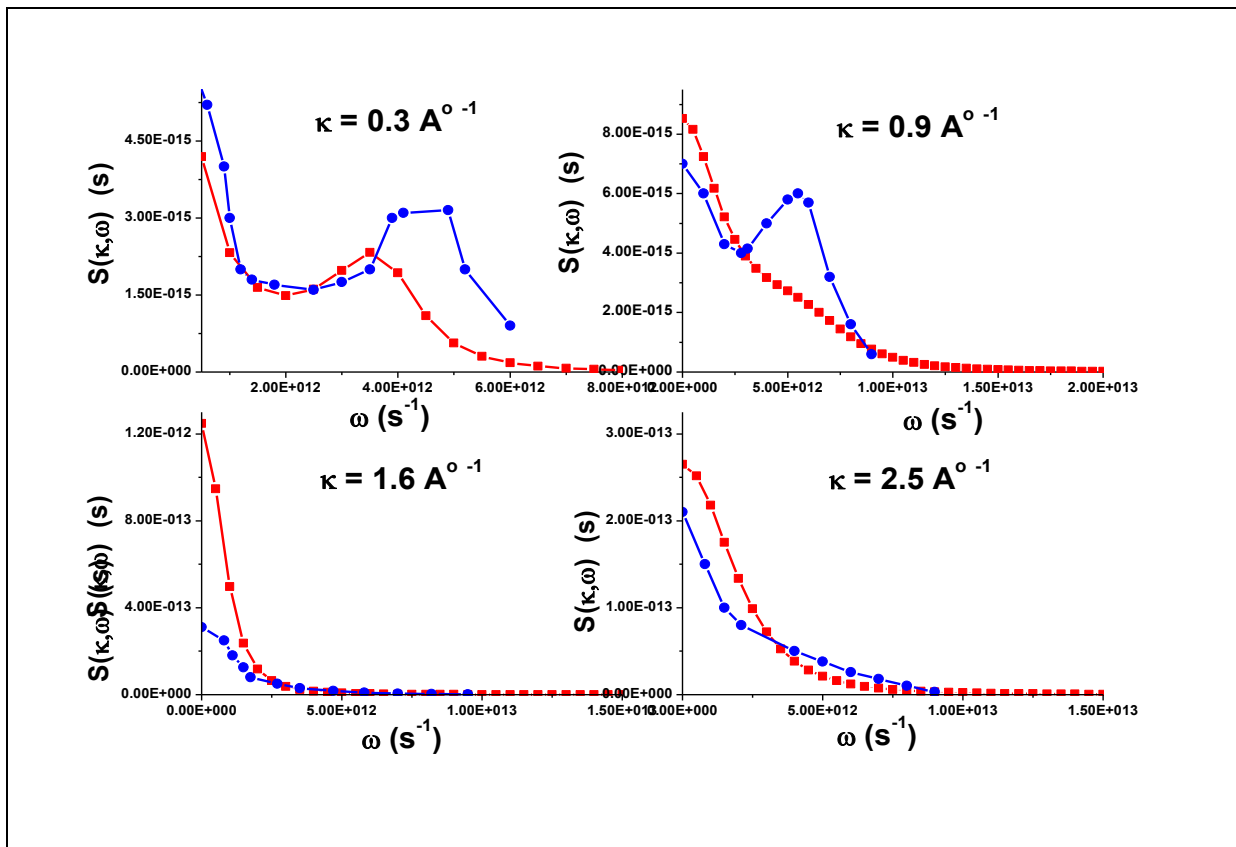 κ = 0.3 A^o -1
S(κ,ω) (s)
4.50E-015
3.00E-015
1.50E-015
0.00E+000
2.00E+012
4.00E+012
6.00E+012
8.00E+012
ω (s^-1)
κ = 0.9 A^o -1
S(κ,ω) (s)
8.00E-015
6.00E-015
4.00E-015
2.00E-015
0.00E+000
0.00E+000
5.00E+012
1.00E+013
1.50E+013
2.00E+013
ω (s^-1)
κ = 1.6 A^o -1
S(κ,ω) (s)
S(κ,ω) (s)
1.20E-012
8.00E-013
4.00E-013
0.00E+000
0.00E+000
5.00E+012
1.00E+013
1.50E+013
ω (s^-1)
κ = 2.5 A^o -1
S(κ,ω) (s)
3.00E-013
2.00E-013
1.00E-013
0.00E+000
0.00E+000
5.00E+012
1.00E+013
1.50E+013
ω (s^-1)